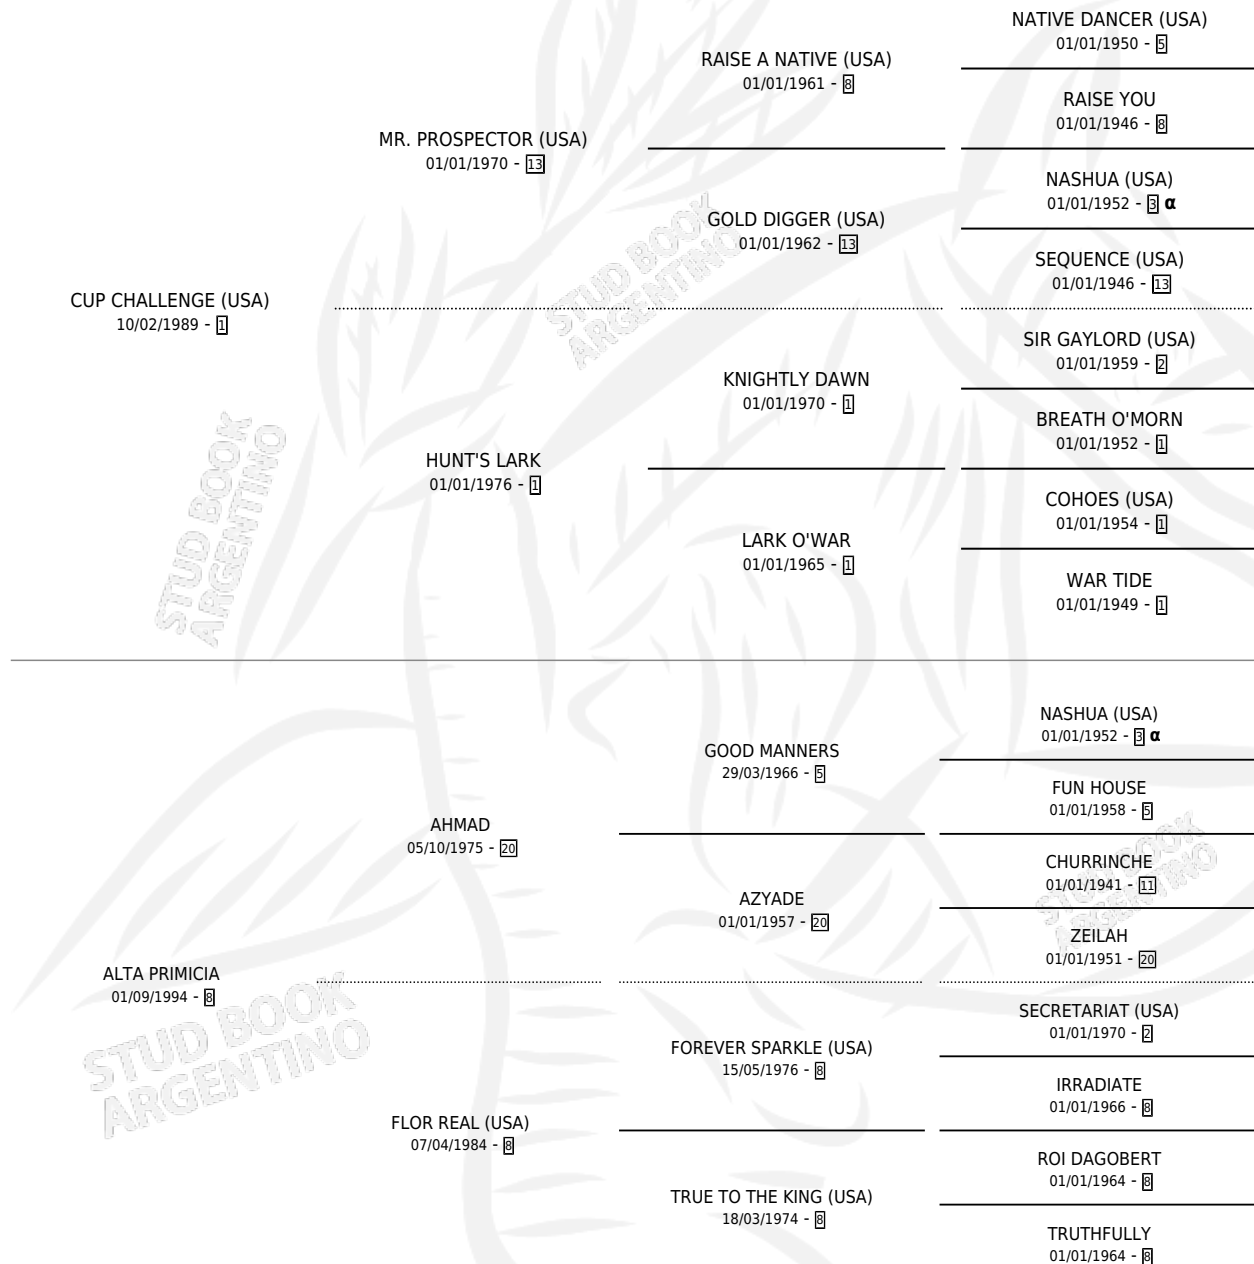 NATIVE DANCER (USA)
01/01/1950 - 5
RAISE A NATIVE (USA)
01/01/1961 - 8
RAISE YOU
01/01/1946 - 8
MR. PROSPECTOR (USA)
01/01/1970 - 13
NASHUA (USA)
01/01/1952 - 3 α
GOLD DIGGER (USA)
01/01/1962 - 13
SEQUENCE (USA)
01/01/1946 - 13
CUP CHALLENGE (USA)
10/02/1989 - 1
SIR GAYLORD (USA)
01/01/1959 - 2
KNIGHTLY DAWN
01/01/1970 - 1
BREATH O'MORN
01/01/1952 - 1
HUNT'S LARK
01/01/1976 - 1
COHOES (USA)
01/01/1954 - 1
LARK O'WAR
01/01/1965 - 1
WAR TIDE
01/01/1949 - 1
NASHUA (USA)
01/01/1952 - 3 α
GOOD MANNERS
29/03/1966 - 5
FUN HOUSE
01/01/1958 - 5
AHMAD
05/10/1975 - 20
CHURRINCHE
01/01/1941 - 11
AZYADE
01/01/1957 - 20
ZEILAH
01/01/1951 - 20
ALTA PRIMICIA
01/09/1994 - 8
SECRETARIAT (USA)
01/01/1970 - 2
FOREVER SPARKLE (USA)
15/05/1976 - 8
IRRADIATE
01/01/1966 - 8
FLOR REAL (USA)
07/04/1984 - 8
ROI DAGOBERT
01/01/1964 - 8
TRUE TO THE KING (USA)
18/03/1974 - 8
TRUTHFULLY
01/01/1964 - 8
STUD BOOK
ARGENTINO
STUD BOOK
ARGENTINO
STUD BOOK
ARGENTINO
STUD BOOK
ARGENTINO